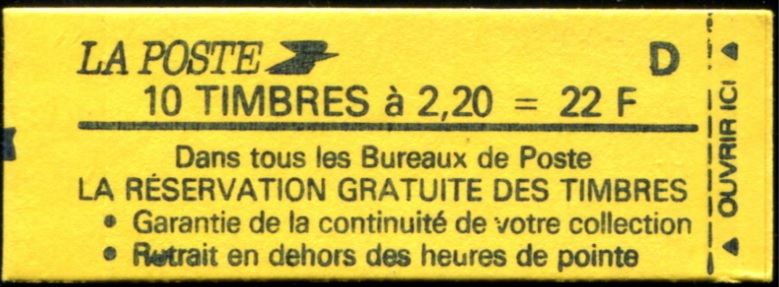 LA POSTE D
10 TIMBRES à 2,20 = 22 F
Dans tous les Bureaux de Poste
LA RÉSERVATION GRATUITE DES TIMBRES
• Garantie de la continuité de votre collection
• Retrait en dehors des heures de pointe
OUVRIR ICI